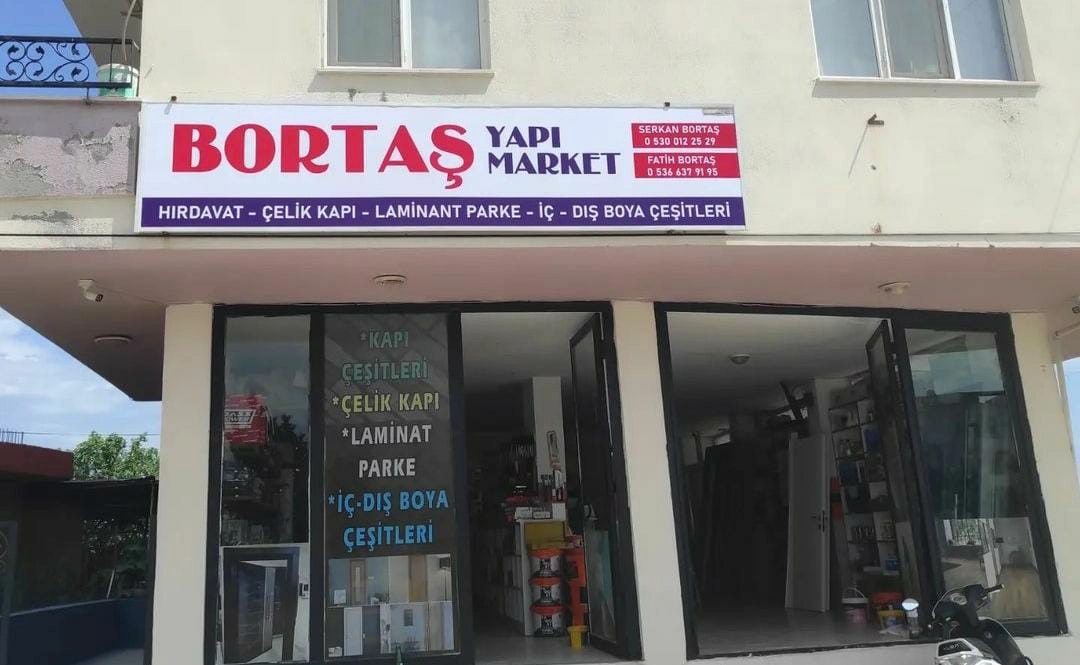 BORTAŞ YAPI
MARKET
SERKAN BORTAŞ
0 530 012 25 29
FATİH BORTAŞ
0 536 637 91 95
HIRDAVAT - ÇELİK KAPI - LAMİNANT PARKE - İÇ - DIŞ BOYA ÇEŞİTLERİ
*KAPI
ÇEŞİTLERİ
*ÇELİK KAPI
*LAMİNAT
PARKE
*İÇ-DIŞ BOYA
ÇEŞİTLERİ